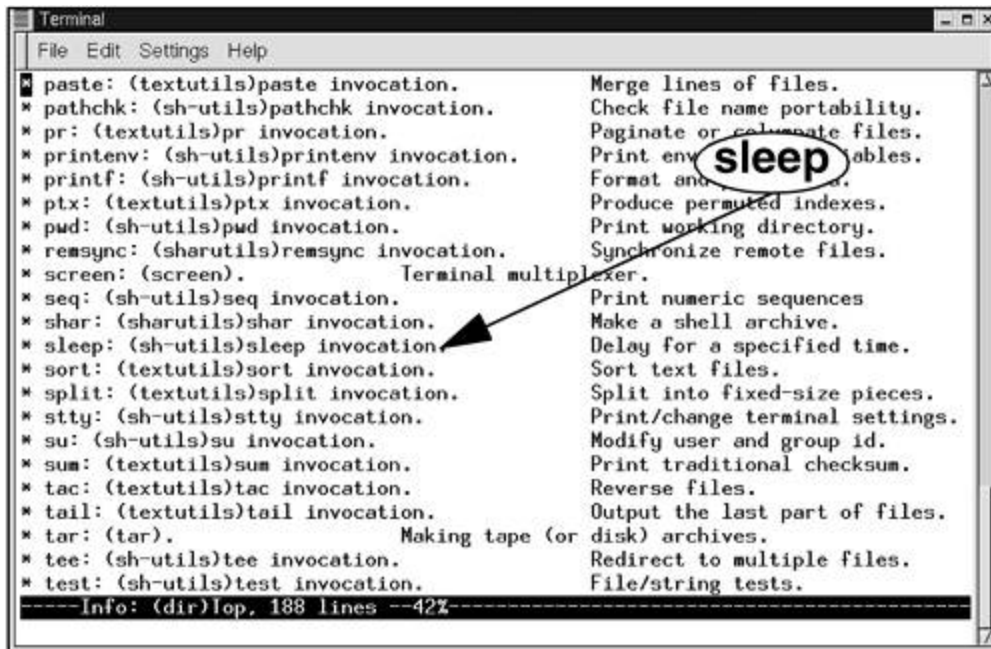 Terminal
File Edit Settings Help
* paste: (textutils)paste invocation. Merge lines of files.
* pathchk: (sh-utils)pathchk invocation. Check file name portability.
* pr: (textutils)pr invocation. Paginate or columnate files.
* printenv: (sh-utils)printenv invocation. Print
sleep
* printf: (sh-utils)printf invocation. Format and
* ptx: (textutils)ptx invocation. Produce permuted indexes.
* pwd: (sh-utils)pwd invocation. Print working directory.
* remsync: (sharutils)remsync invocation. Synchronize remote files.
* screen: (screen). Terminal multiplexer.
* seq: (sh-utils)seq invocation. Print numeric sequences
* shar: (sharutils)shar invocation. Make a shell archive.
* sleep: (sh-utils)sleep invocation. Delay for a specified time.
* sort: (textutils)sort invocation. Sort text files.
* split: (textutils)split invocation. Split into fixed-size pieces.
* stty: (sh-utils)stty invocation. Print/change terminal settings.
* su: (sh-utils)su invocation. Modify user and group id.
* sum: (textutils)sum invocation. Print traditional checksum.
* tac: (textutils)tac invocation. Reverse files.
* tail: (textutils)tail invocation. Output the last part of files.
* tar: (tar). Making tape (or disk) archives.
* tee: (sh-utils)tee invocation. Redirect to multiple files.
* test: (sh-utils)test invocation. File/string tests.
-----Info: (dir)Top, 188 lines --42%--------------------------------------------